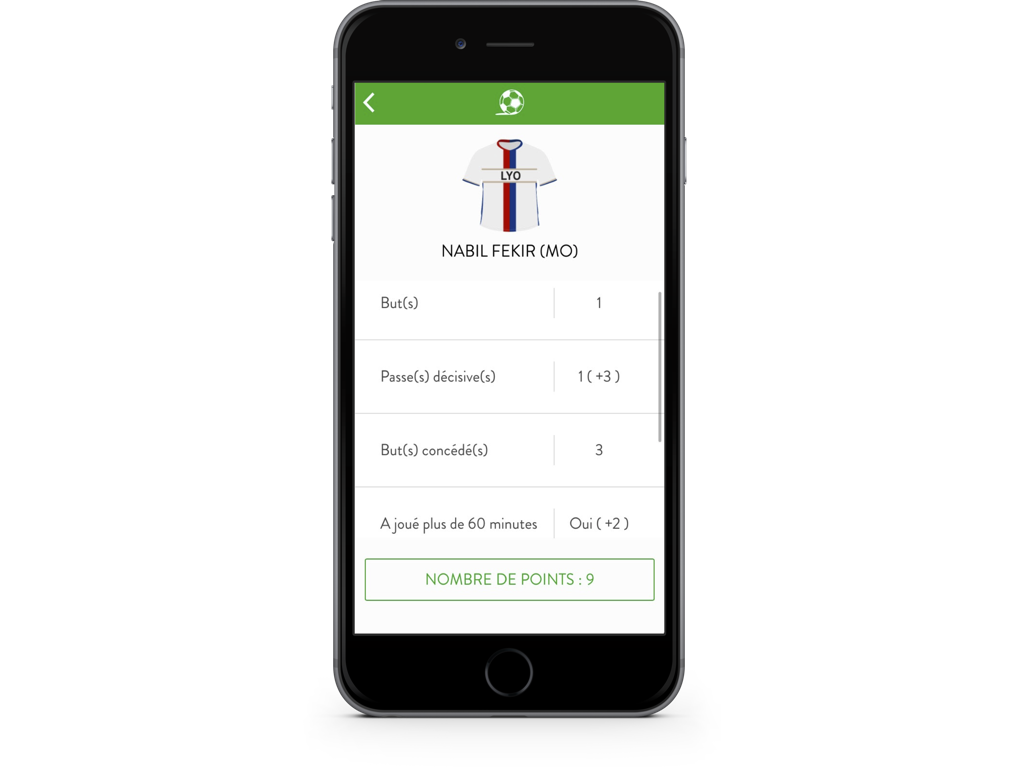 LYO
NABIL FEKIR (MO)
But(s) 1
Passe(s) décisive(s) 1 ( +3 )
But(s) concédé(s) 3
A joué plus de 60 minutes Oui ( +2 )
NOMBRE DE POINTS : 9